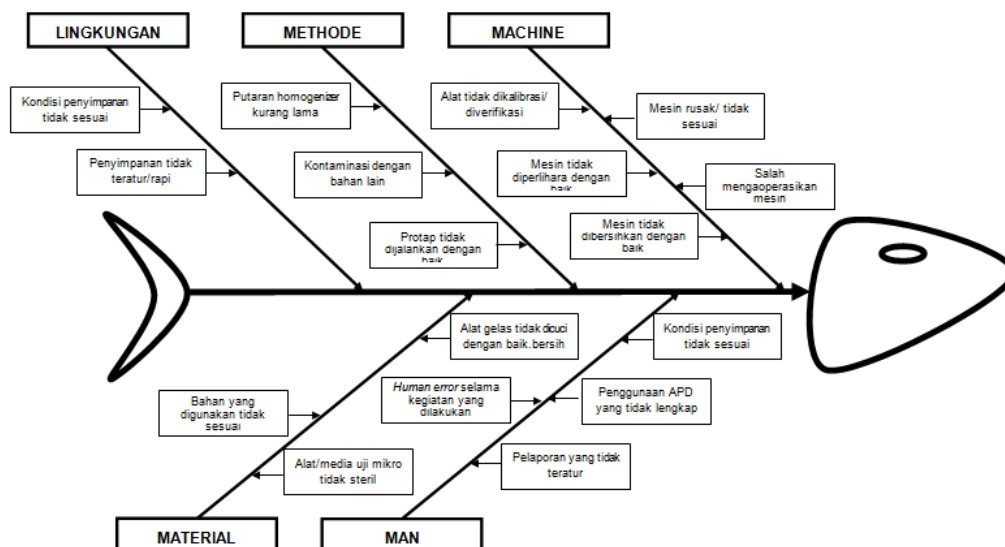 LINGKUNGAN
METHODE
MACHINE
Kondisi penyimpanan
tidak sesuai
Penyimpanan tidak
teratur/rapi
Putaran homogenizer
kurang lama
Kontaminasi dengan
bahan lain
Protap tidak
dijalankan dengan
baik
Alat tidak dikalibrasi/
diverifikasi
Mesin rusak/ tidak
sesuai
Mesin tidak
diperlihara dengan
baik
Salah
mengaoperasikan
mesin
Mesin tidak
dibersihkan dengan
baik
Alat gelas tidak dicuci
dengan baik.bersih
Bahan yang
digunakan tidak
sesuai
Alat/media uji mikro
tidak steril
Kondisi penyimpanan
tidak sesuai
Human error selama
kegiatan yang
dilakukan
Penggunaan APD
yang tidak lengkap
Pelaporan yang tidak
teratur
MATERIAL
MAN